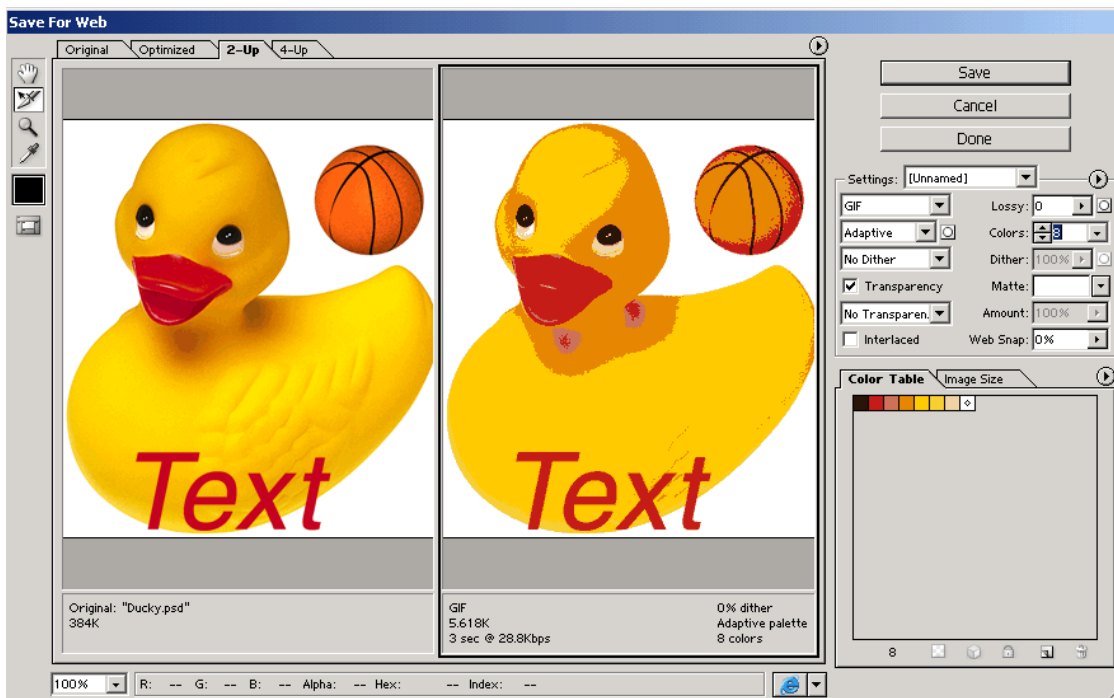 Save For Web
Original
Optimized
2-Up
4-Up
Save
Cancel
Done
Settings: [Unnamed]
GIF
Lossy: 0
Adaptive
Colors: 8
No Dither
Dither: 100%
Transparency
Matte:
No Transparen.
Amount: 100%
Interlaced
Web Snap: 0%
Color Table
Image Size
8
Text
Text
Original: "Ducky.psd"
384K
GIF
5.618K
3 sec @ 28.8Kbps
0% dither
Adaptive palette
8 colors
100%
R: -- G: -- B: -- Alpha: -- Hex: -- Index: --